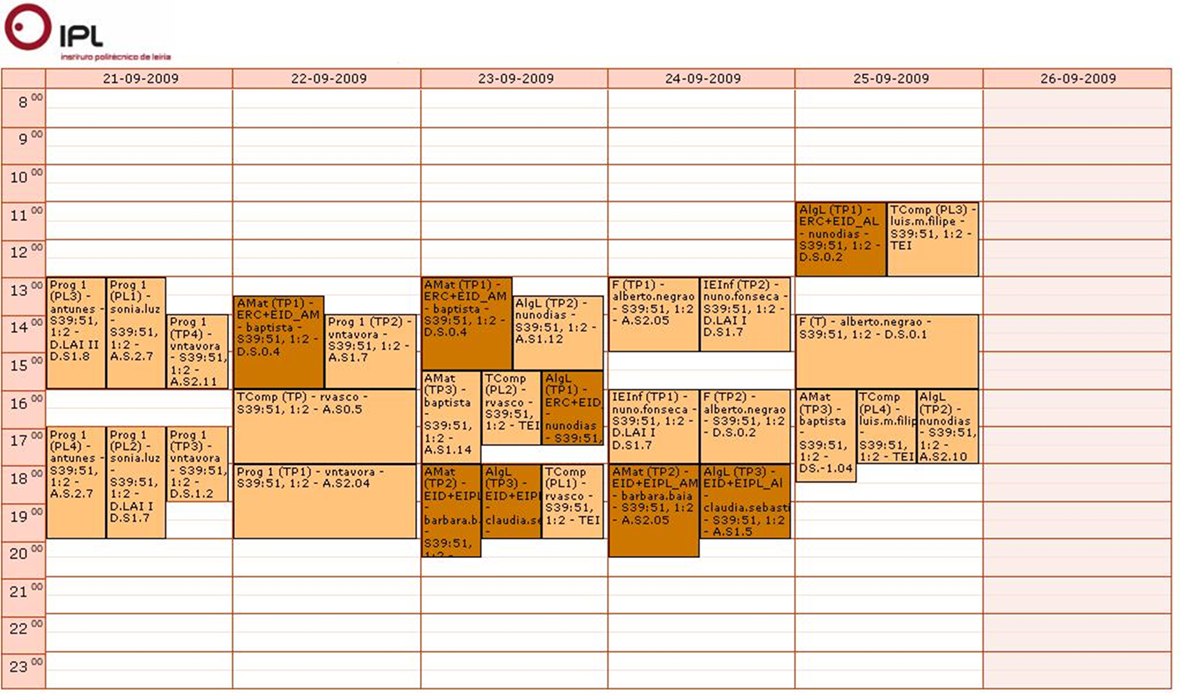 IPL
instituto politécnico de leiria
21-09-2009 22-09-2009 23-09-2009 24-09-2009 25-09-2009 26-09-2009
8 00
9 00
10 00
11 00
12 00
13 00
14 00
15 00
16 00
17 00
18 00
19 00
20 00
21 00
22 00
23 00
Prog 1
(PL3) -
antunes -
S39:51,
1:2 -
D.LAI II
D.S1.8
Prog 1
(PL1) -
sonia.luz
-
S39:51,
1:2 -
A.S2.7
Prog 1
(TP4) -
vntavora
- S39:51,
1:2 -
A.S2.11
Prog 1
(PL4) -
antunes -
S39:51,
1:2 -
A.S.2.7
Prog 1
(PL2) -
sonia.luz
-
S39:51,
1:2 -
D.LAI I
D.S1.7
Prog 1
(TP3) -
vntavora
- S39:51,
1:2 -
D.S.1.2
AMat (TP1) -
ERC+EID_AM
- baptista -
S39:51, 1:2 -
D.S.0.4
Prog 1 (TP2) -
vntavora -
S39:51, 1:2 -
A.S1.7
TComp (TP) - rvasco -
S39:51, 1:2 - A.S0.5
Prog 1 (TP1) - vntavora -
S39:51, 1:2 - A.S2.04
AMat (TP1) -
ERC+EID_AM
- baptista -
S39:51, 1:2 -
D.S.0.4
AlgL (TP2) -
nunodias -
S39:51, 1:2 -
A.S1.12
AMat
(TP3) -
baptista
-
S39:51,
1:2 -
A.S1.14
TComp
(PL2) -
rvasco -
S39:51,
1:2 - TEI
AlgL
(TP1) -
ERC+EID
-
nunodias
- S39:51,
AMat
(TP2) -
EID+EIPL
-
barbara.b
-
S39:51,
1:2 -
AlgL
(TP3) -
EID+EIPL
-
claudia.se
- S39:51,
1:2 -
TComp
(PL1) -
rvasco -
S39:51,
1:2 - TEI
F (TP1) -
alberto.negrao
- S39:51, 1:2
- A.S2.05
IEInf (TP2) -
nuno.fonseca -
S39:51, 1:2 -
D.LAI I
D.S1.7
IEInf (TP1) -
nuno.fonseca -
S39:51, 1:2 -
D.LAI I
D.S1.7
F (TP2) -
alberto.negrao
- S39:51, 1:2
- D.S.0.2
AMat (TP2) -
EID+EIPL_AM
- barbara.baia
- S39:51, 1:2
- A.S2.05
AlgL (TP3) -
EID+EIPL_Al
-
claudia.sebasti
- S39:51, 1:2
- A.S1.5
AlgL (TP1) -
ERC+EID_AL
- nunodias -
S39:51, 1:2 -
D.S.0.2
TComp (PL3) -
luis.m.filipe -
S39:51, 1:2 -
TEI
F (T) - alberto.negrao -
S39:51, 1:2 - D.S.0.1
AMat
(TP3) -
baptista
-
S39:51,
1:2 -
DS.-1.04
TComp
(PL4) -
luis.m.filip
- S39:51,
1:2 - TEI
AlgL
(TP2) -
nunodias
- S39:51,
1:2 -
A.S2.10